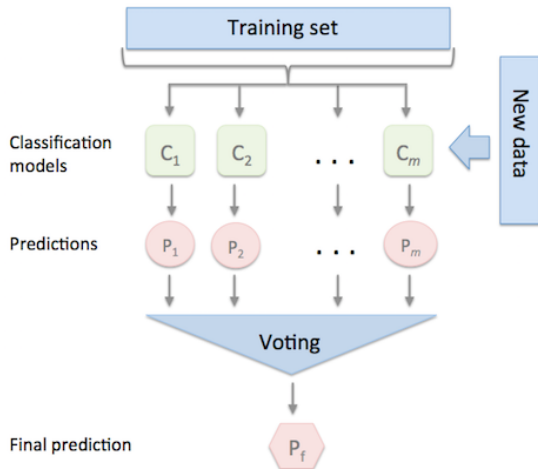 Training set
New data
Classification
models
C1 C2 . . . Cm
Predictions
P1 P2 . . . Pm
Voting
Final prediction
Pf